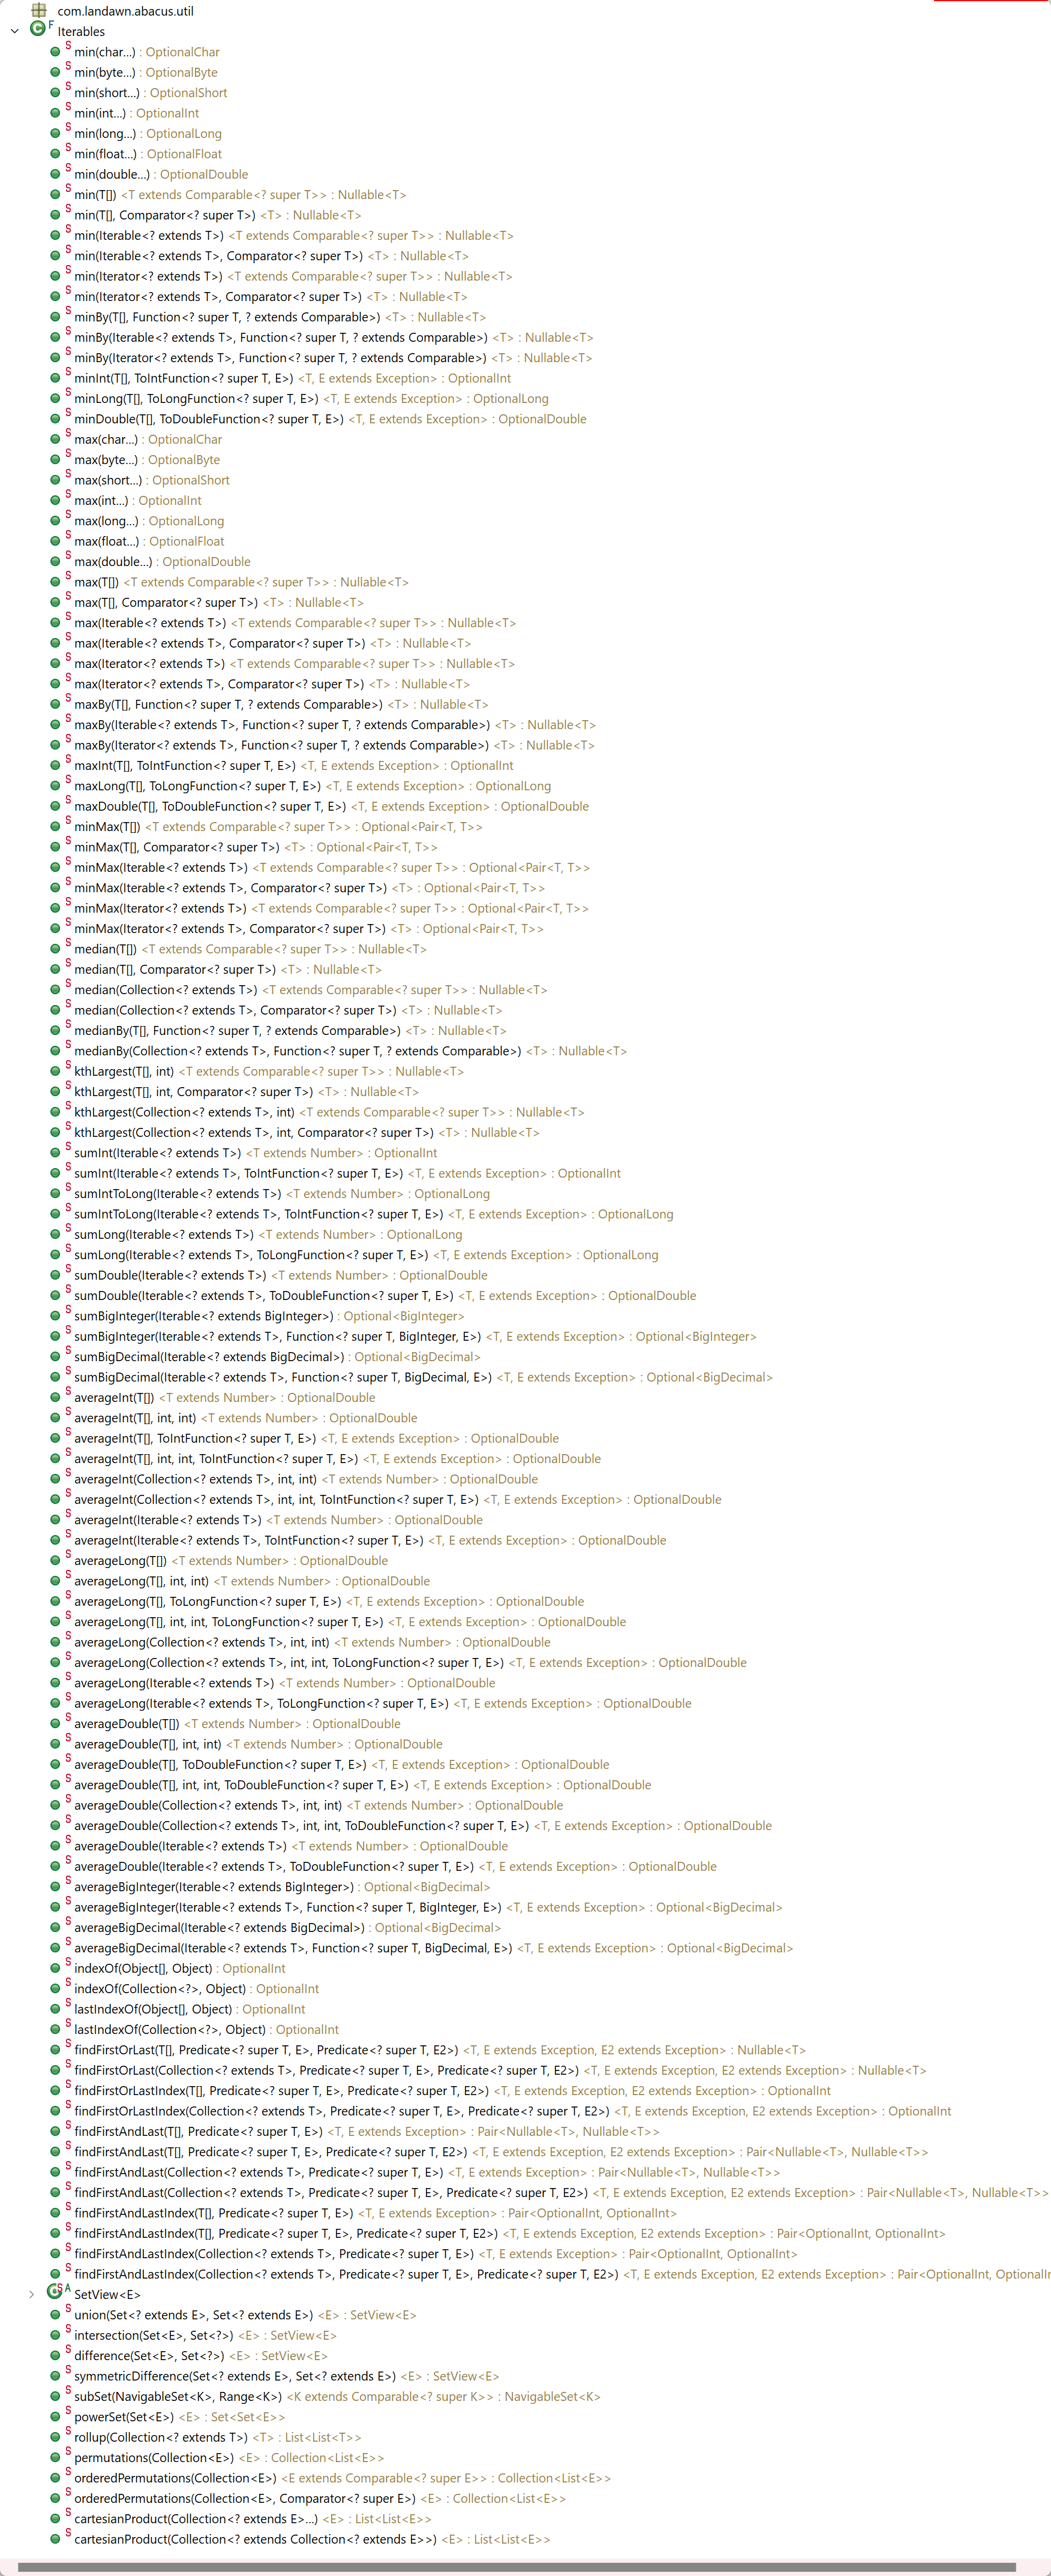 com.landawn.abacus.util
Iterables
min(char...) : OptionalChar
min(byte...) : OptionalByte
min(short...) : OptionalShort
min(int...) : OptionalInt
min(long...) : OptionalLong
min(float...) : OptionalFloat
min(double...) : OptionalDouble
min(T[]) <T extends Comparable<? super T>> : Nullable<T>
min(T[], Comparator<? super T>) <T> : Nullable<T>
min(Iterable<? extends T>) <T extends Comparable<? super T>> : Nullable<T>
min(Iterable<? extends T>, Comparator<? super T>) <T> : Nullable<T>
min(Iterator<? extends T>) <T extends Comparable<? super T>> : Nullable<T>
min(Iterator<? extends T>, Comparator<? super T>) <T> : Nullable<T>
minBy(T[], Function<? super T, ? extends Comparable>) <T> : Nullable<T>
minBy(Iterable<? extends T>, Function<? super T, ? extends Comparable>) <T> : Nullable<T>
minBy(Iterator<? extends T>, Function<? super T, ? extends Comparable>) <T> : Nullable<T>
minInt(T[], ToIntFunction<? super T, E>) <T, E extends Exception> : OptionalInt
minLong(T[], ToLongFunction<? super T, E>) <T, E extends Exception> : OptionalLong
minDouble(T[], ToDoubleFunction<? super T, E>) <T, E extends Exception> : OptionalDouble
max(char...) : OptionalChar
max(byte...) : OptionalByte
max(short...) : OptionalShort
max(int...) : OptionalInt
max(long...) : OptionalLong
max(float...) : OptionalFloat
max(double...) : OptionalDouble
max(T[]) <T extends Comparable<? super T>> : Nullable<T>
max(T[], Comparator<? super T>) <T> : Nullable<T>
max(Iterable<? extends T>) <T extends Comparable<? super T>> : Nullable<T>
max(Iterable<? extends T>, Comparator<? super T>) <T> : Nullable<T>
max(Iterator<? extends T>) <T extends Comparable<? super T>> : Nullable<T>
max(Iterator<? extends T>, Comparator<? super T>) <T> : Nullable<T>
maxBy(T[], Function<? super T, ? extends Comparable>) <T> : Nullable<T>
maxBy(Iterable<? extends T>, Function<? super T, ? extends Comparable>) <T> : Nullable<T>
maxBy(Iterator<? extends T>, Function<? super T, ? extends Comparable>) <T> : Nullable<T>
maxInt(T[], ToIntFunction<? super T, E>) <T, E extends Exception> : OptionalInt
maxLong(T[], ToLongFunction<? super T, E>) <T, E extends Exception> : OptionalLong
maxDouble(T[], ToDoubleFunction<? super T, E>) <T, E extends Exception> : OptionalDouble
minMax(T[]) <T extends Comparable<? super T>> : Optional<Pair<T, T>>
minMax(T[], Comparator<? super T>) <T> : Optional<Pair<T, T>>
minMax(Iterable<? extends T>) <T extends Comparable<? super T>> : Optional<Pair<T, T>>
minMax(Iterable<? extends T>, Comparator<? super T>) <T> : Optional<Pair<T, T>>
minMax(Iterator<? extends T>) <T extends Comparable<? super T>> : Optional<Pair<T, T>>
minMax(Iterator<? extends T>, Comparator<? super T>) <T> : Optional<Pair<T, T>>
median(T[]) <T extends Comparable<? super T>> : Nullable<T>
median(T[], Comparator<? super T>) <T> : Nullable<T>
median(Collection<? extends T>) <T extends Comparable<? super T>> : Nullable<T>
median(Collection<? extends T>, Comparator<? super T>) <T> : Nullable<T>
medianBy(T[], Function<? super T, ? extends Comparable>) <T> : Nullable<T>
medianBy(Collection<? extends T>, Function<? super T, ? extends Comparable>) <T> : Nullable<T>
kthLargest(T[], int) <T extends Comparable<? super T>> : Nullable<T>
kthLargest(T[], int, Comparator<? super T>) <T> : Nullable<T>
kthLargest(Collection<? extends T>, int) <T extends Comparable<? super T>> : Nullable<T>
kthLargest(Collection<? extends T>, int, Comparator<? super T>) <T> : Nullable<T>
sumInt(Iterable<? extends T>) <T extends Number> : OptionalInt
sumInt(Iterable<? extends T>, ToIntFunction<? super T, E>) <T, E extends Exception> : OptionalInt
sumIntToLong(Iterable<? extends T>) <T extends Number> : OptionalLong
sumIntToLong(Iterable<? extends T>, ToIntFunction<? super T, E>) <T, E extends Exception> : OptionalLong
sumLong(Iterable<? extends T>) <T extends Number> : OptionalLong
sumLong(Iterable<? extends T>, ToLongFunction<? super T, E>) <T, E extends Exception> : OptionalLong
sumDouble(Iterable<? extends T>) <T extends Number> : OptionalDouble
sumDouble(Iterable<? extends T>, ToDoubleFunction<? super T, E>) <T, E extends Exception> : OptionalDouble
sumBigInteger(Iterable<? extends BigInteger>) : Optional<BigInteger>
sumBigInteger(Iterable<? extends T>, Function<? super T, BigInteger, E>) <T, E extends Exception> : Optional<BigInteger>
sumBigDecimal(Iterable<? extends BigDecimal>) : Optional<BigDecimal>
sumBigDecimal(Iterable<? extends T>, Function<? super T, BigDecimal, E>) <T, E extends Exception> : Optional<BigDecimal>
averageInt(T[]) <T extends Number> : OptionalDouble
averageInt(T[], int, int) <T extends Number> : OptionalDouble
averageInt(T[], ToIntFunction<? super T, E>) <T, E extends Exception> : OptionalDouble
averageInt(T[], int, int, ToIntFunction<? super T, E>) <T, E extends Exception> : OptionalDouble
averageInt(Collection<? extends T>, int, int) <T extends Number> : OptionalDouble
averageInt(Collection<? extends T>, int, int, ToIntFunction<? super T, E>) <T, E extends Exception> : OptionalDouble
averageInt(Iterable<? extends T>) <T extends Number> : OptionalDouble
averageInt(Iterable<? extends T>, ToIntFunction<? super T, E>) <T, E extends Exception> : OptionalDouble
averageLong(T[]) <T extends Number> : OptionalDouble
averageLong(T[], int, int) <T extends Number> : OptionalDouble
averageLong(T[], ToLongFunction<? super T, E>) <T, E extends Exception> : OptionalDouble
averageLong(T[], int, int, ToLongFunction<? super T, E>) <T, E extends Exception> : OptionalDouble
averageLong(Collection<? extends T>, int, int) <T extends Number> : OptionalDouble
averageLong(Collection<? extends T>, int, int, ToLongFunction<? super T, E>) <T, E extends Exception> : OptionalDouble
averageLong(Iterable<? extends T>) <T extends Number> : OptionalDouble
averageLong(Iterable<? extends T>, ToLongFunction<? super T, E>) <T, E extends Exception> : OptionalDouble
averageDouble(T[]) <T extends Number> : OptionalDouble
averageDouble(T[], int, int) <T extends Number> : OptionalDouble
averageDouble(T[], ToDoubleFunction<? super T, E>) <T, E extends Exception> : OptionalDouble
averageDouble(T[], int, int, ToDoubleFunction<? super T, E>) <T, E extends Exception> : OptionalDouble
averageDouble(Collection<? extends T>, int, int) <T extends Number> : OptionalDouble
averageDouble(Collection<? extends T>, int, int, ToDoubleFunction<? super T, E>) <T, E extends Exception> : OptionalDouble
averageDouble(Iterable<? extends T>) <T extends Number> : OptionalDouble
averageDouble(Iterable<? extends T>, ToDoubleFunction<? super T, E>) <T, E extends Exception> : OptionalDouble
averageBigInteger(Iterable<? extends BigInteger>) : Optional<BigDecimal>
averageBigInteger(Iterable<? extends T>, Function<? super T, BigInteger, E>) <T, E extends Exception> : Optional<BigDecimal>
averageBigDecimal(Iterable<? extends BigDecimal>) : Optional<BigDecimal>
averageBigDecimal(Iterable<? extends T>, Function<? super T, BigDecimal, E>) <T, E extends Exception> : Optional<BigDecimal>
indexOf(Object[], Object) : OptionalInt
indexOf(Collection<?>, Object) : OptionalInt
lastIndexOf(Object[], Object) : OptionalInt
lastIndexOf(Collection<?>, Object) : OptionalInt
findFirstOrLast(T[], Predicate<? super T, E>, Predicate<? super T, E2>) <T, E extends Exception, E2 extends Exception> : Nullable<T>
findFirstOrLast(Collection<? extends T>, Predicate<? super T, E>, Predicate<? super T, E2>) <T, E extends Exception, E2 extends Exception> : Nullable<T>
findFirstOrLastIndex(T[], Predicate<? super T, E>, Predicate<? super T, E2>) <T, E extends Exception, E2 extends Exception> : OptionalInt
findFirstOrLastIndex(Collection<? extends T>, Predicate<? super T, E>, Predicate<? super T, E2>) <T, E extends Exception, E2 extends Exception> : OptionalInt
findFirstAndLast(T[], Predicate<? super T, E>) <T, E extends Exception> : Pair<Nullable<T>, Nullable<T>>
findFirstAndLast(T[], Predicate<? super T, E>, Predicate<? super T, E2>) <T, E extends Exception, E2 extends Exception> : Pair<Nullable<T>, Nullable<T>>
findFirstAndLast(Collection<? extends T>, Predicate<? super T, E>) <T, E extends Exception> : Pair<Nullable<T>, Nullable<T>>
findFirstAndLast(Collection<? extends T>, Predicate<? super T, E>, Predicate<? super T, E2>) <T, E extends Exception, E2 extends Exception> : Pair<Nullable<T>, Nullable<T>>
findFirstAndLastIndex(T[], Predicate<? super T, E>) <T, E extends Exception> : Pair<OptionalInt, OptionalInt>
findFirstAndLastIndex(T[], Predicate<? super T, E>, Predicate<? super T, E2>) <T, E extends Exception, E2 extends Exception> : Pair<OptionalInt, OptionalInt>
findFirstAndLastIndex(Collection<? extends T>, Predicate<? super T, E>) <T, E extends Exception> : Pair<OptionalInt, OptionalInt>
findFirstAndLastIndex(Collection<? extends T>, Predicate<? super T, E>, Predicate<? super T, E2>) <T, E extends Exception, E2 extends Exception> : Pair<OptionalInt,
SetView<E>
union(Set<? extends E>, Set<? extends E>) <E> : SetView<E>
intersection(Set<E>, Set<?>) <E> : SetView<E>
difference(Set<E>, Set<?>) <E> : SetView<E>
symmetricDifference(Set<? extends E>, Set<? extends E>) <E> : SetView<E>
subSet(NavigableSet<K>, Range<K>) <K extends Comparable<? super K>> : NavigableSet<K>
powerSet(Set<E>) <E> : Set<Set<E>>
rollup(Collection<? extends T>) <T> : List<List<T>>
permutations(Collection<E>) <E> : Collection<List<E>>
orderedPermutations(Collection<E>) <E extends Comparable<? super E>> : Collection<List<E>>
orderedPermutations(Collection<E>, Comparator<? super E>) <E> : Collection<List<E>>
cartesianProduct(Collection<? extends E>...) <E> : List<List<E>>
cartesianProduct(Collection<? extends Collection<? extends E>>) <E> : List<List<E>>